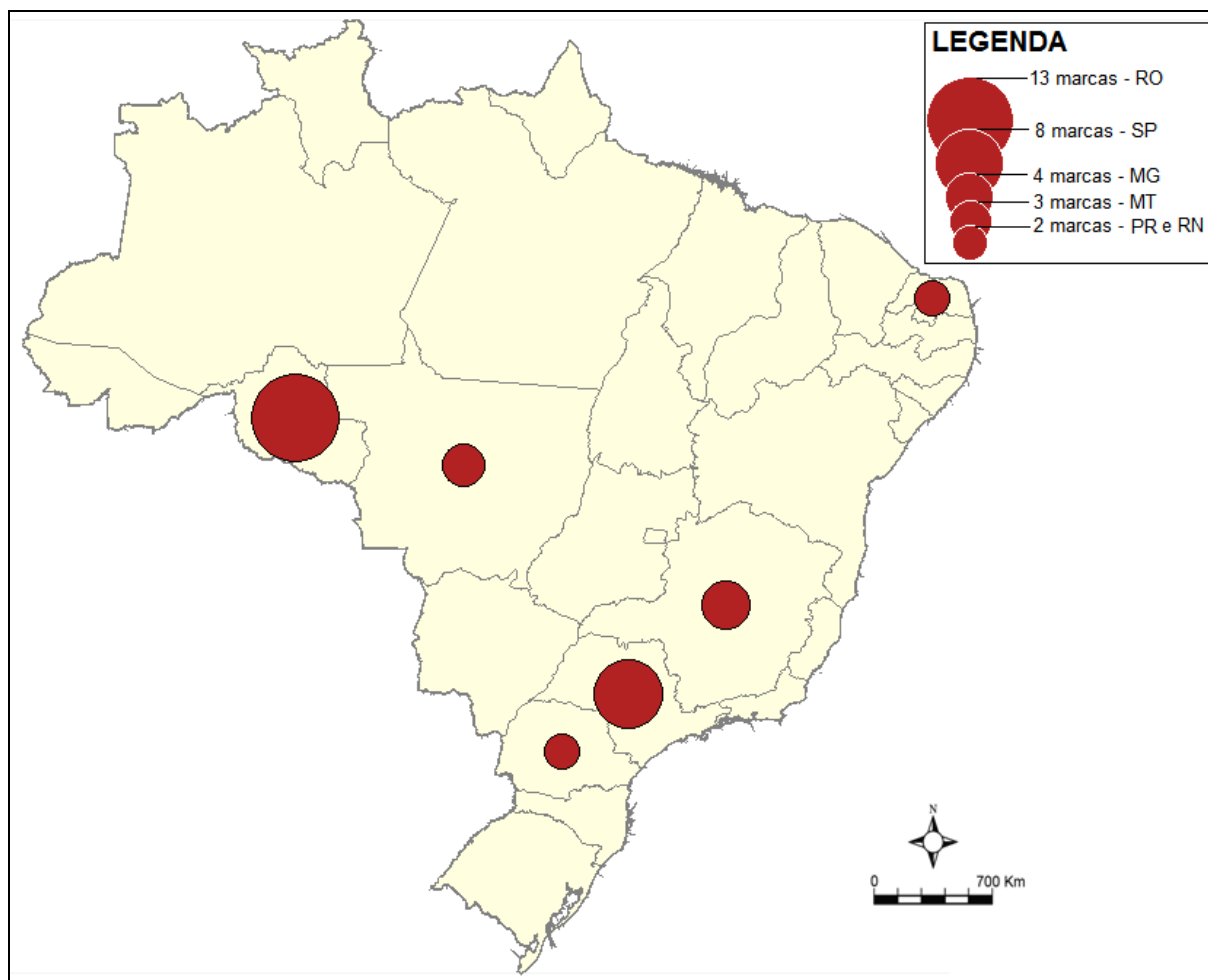 LEGENDA
13 marcas - RO
8 marcas - SP
4 marcas - MG
3 marcas - MT
2 marcas - PR e RN
N
0 700 Km